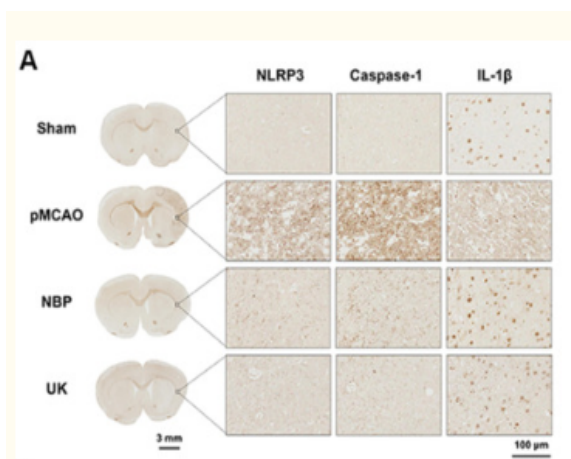 A
NLRP3 Caspase-1 IL-1β
Sham
pMCAO
NBP
UK
3 mm
100 μm